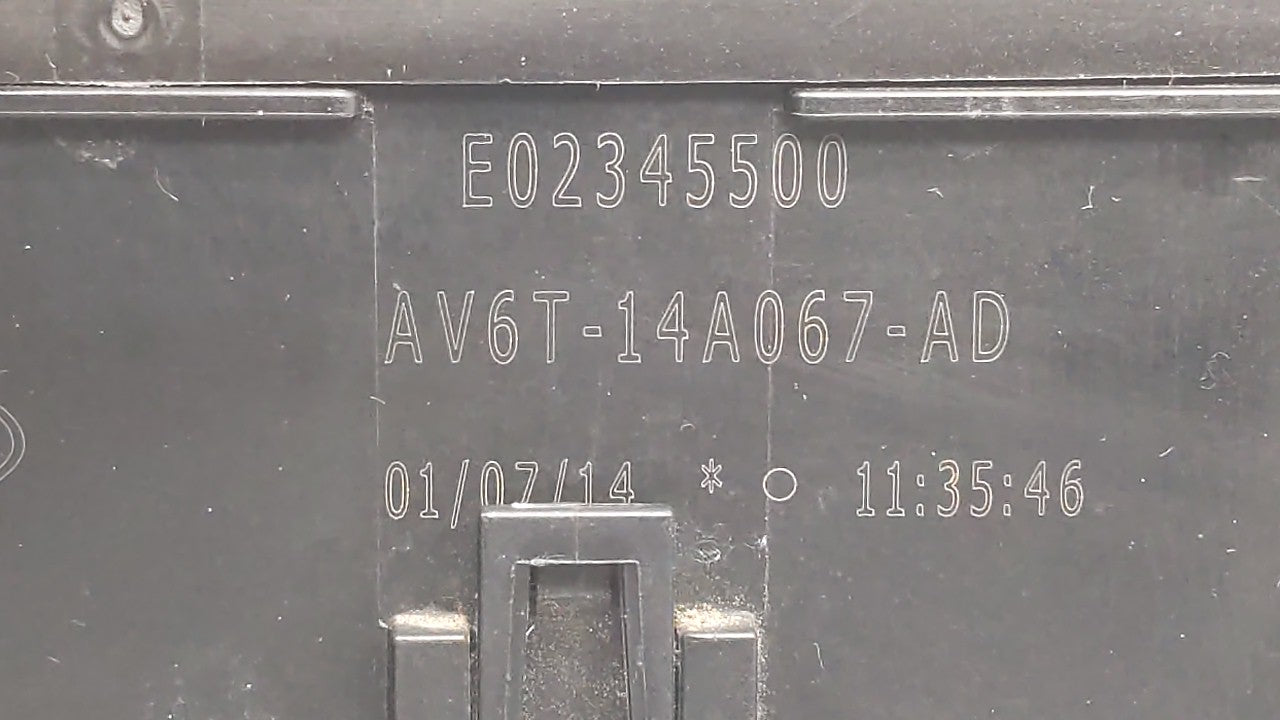 E02345500
AV6T-14A067-AD
01/07/14 * ○ 11:35:46